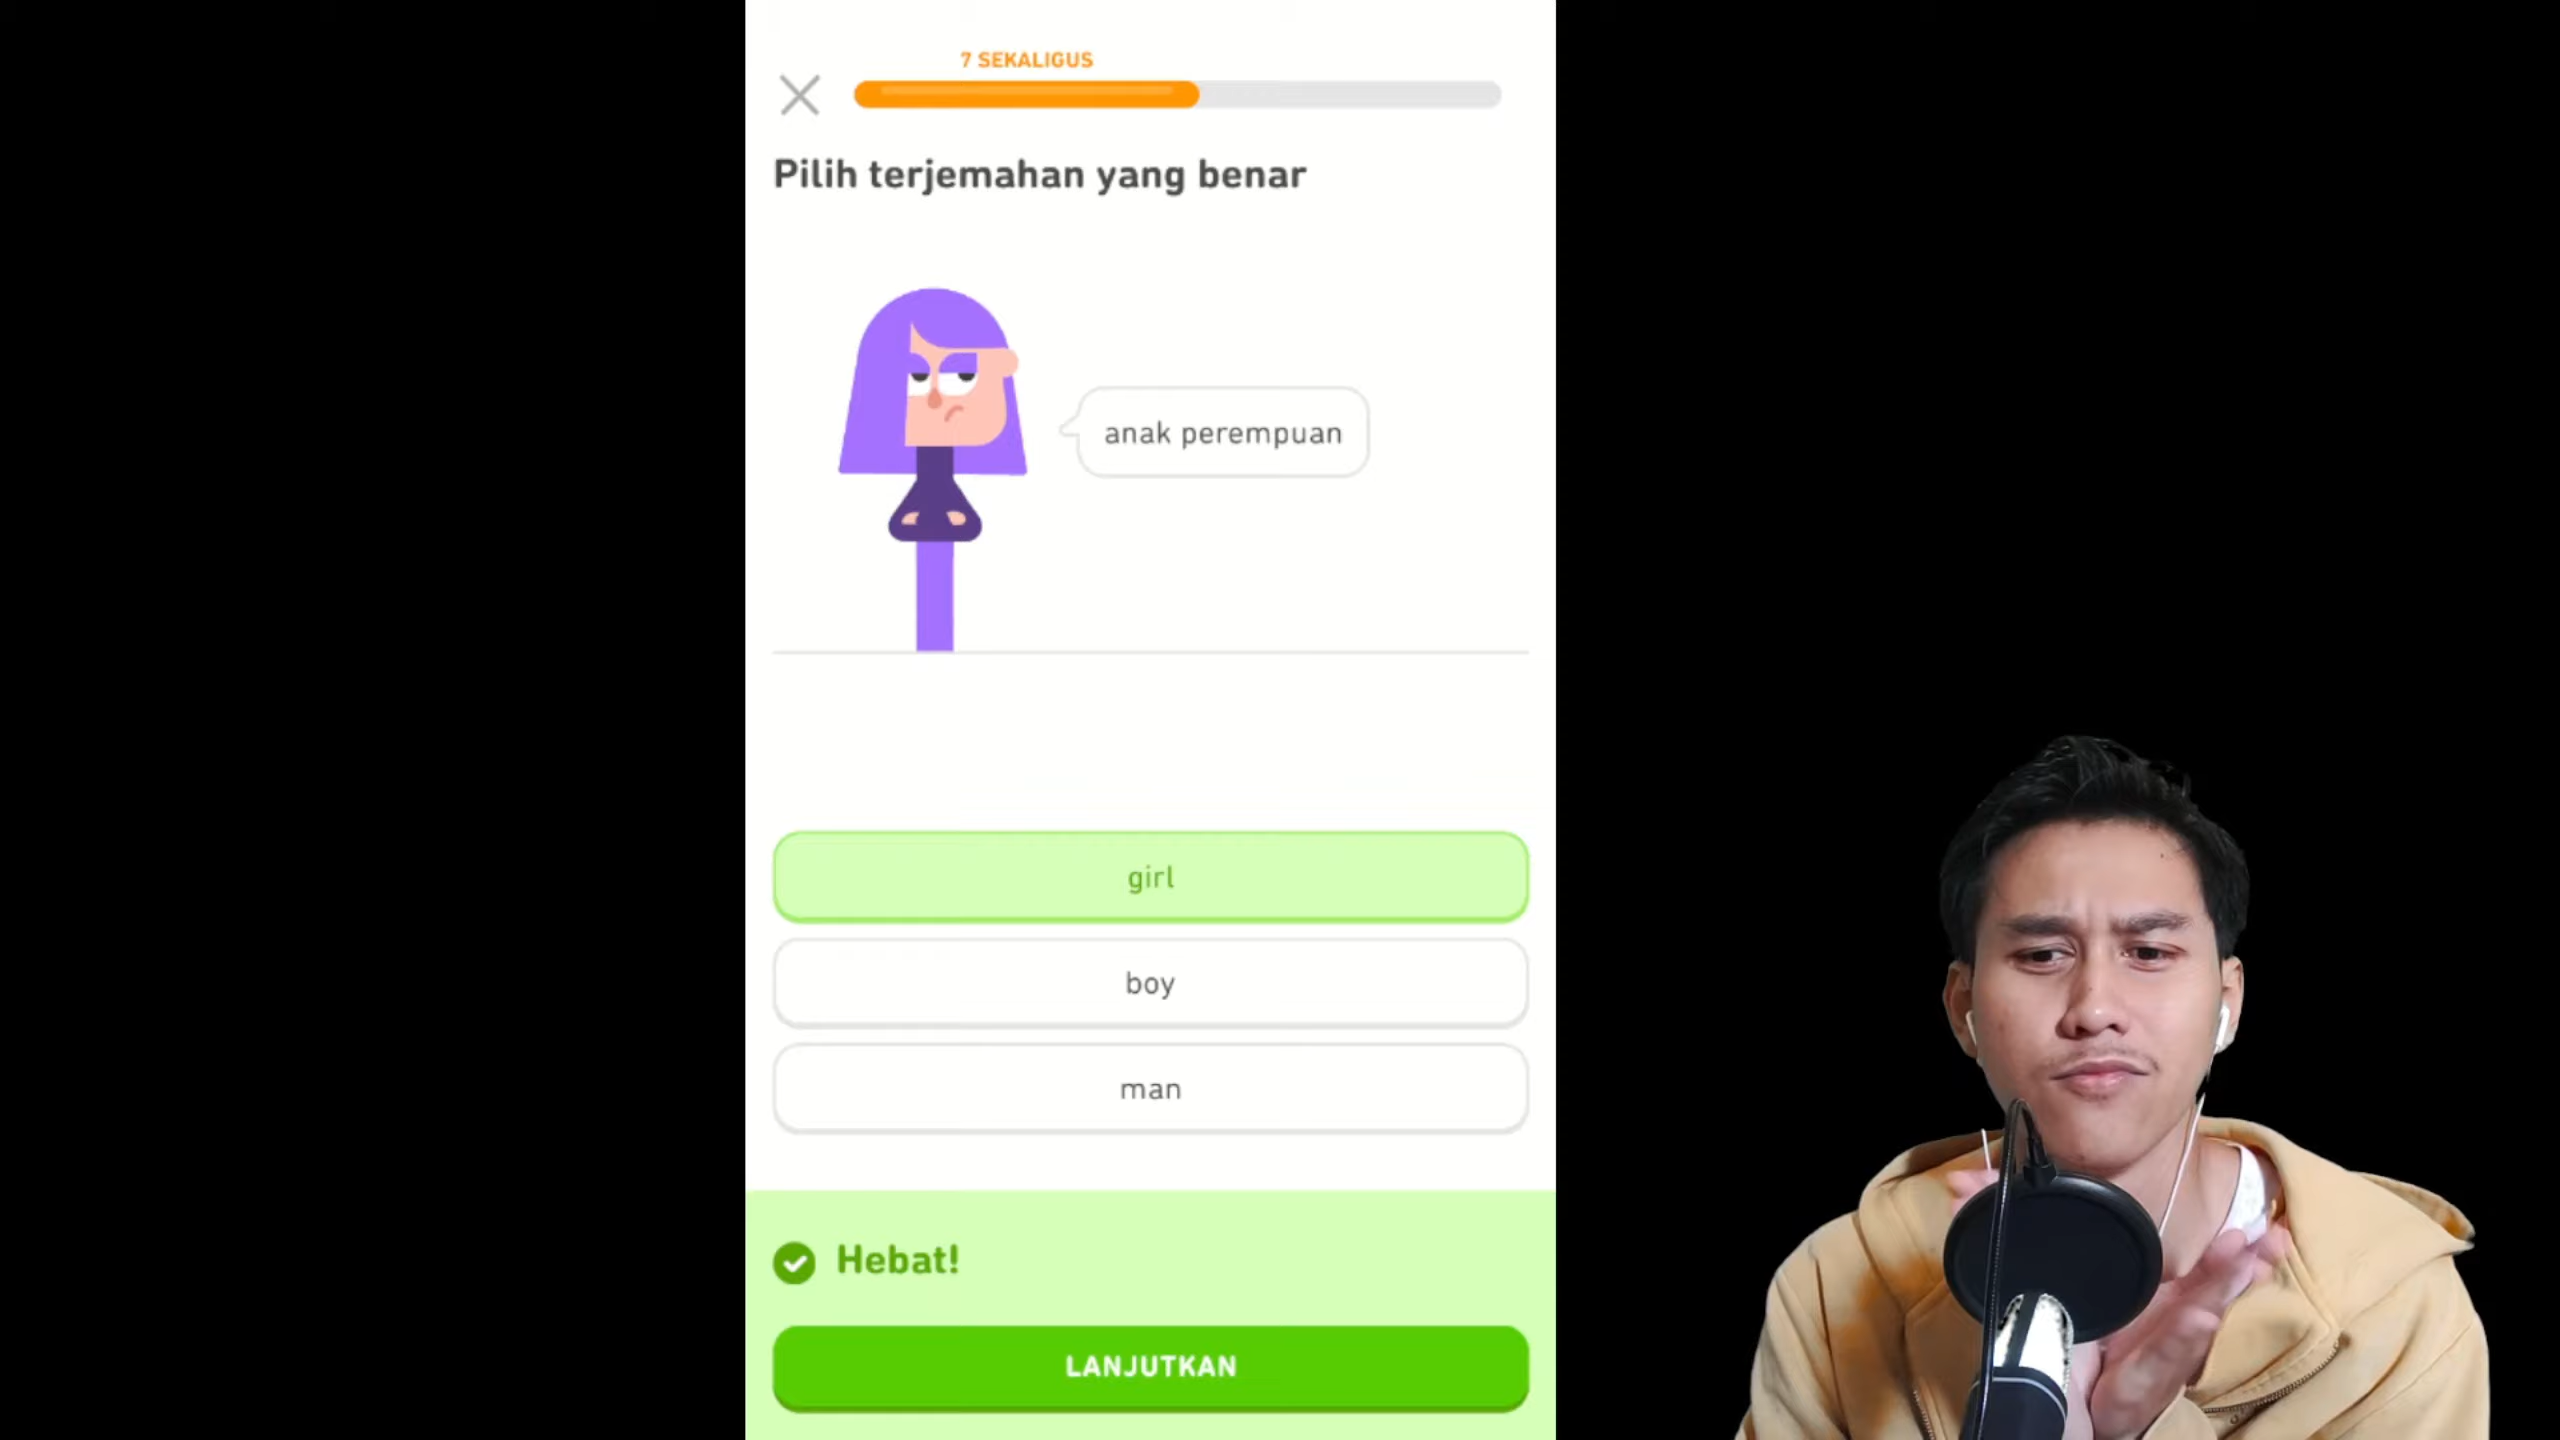 7 SEKALIGUS
Pilih terjemahan yang benar
anak perempuan
girl
boy
man
Hebat!
LANJUTKAN